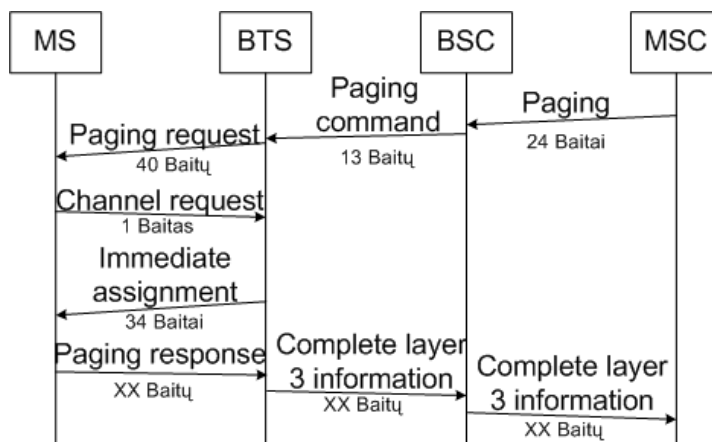 MS
BTS
BSC
MSC
Paging
24 Baitai
Paging
command
13 Baitų
Paging request
40 Baitų
Channel request
1 Baitas
Immediate
assignment
34 Baitai
Paging response
XX Baitų
Complete layer
3 information
XX Baitų
Complete layer
3 information
XX Baitų